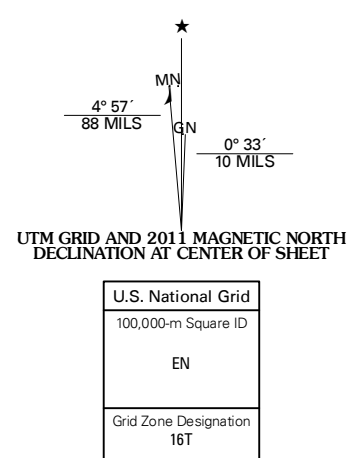 ★
MN
4° 57´
88 MILS
GN
0° 33´
10 MILS
UTM GRID AND 2011 MAGNETIC NORTH
DECLINATION AT CENTER OF SHEET
U.S. National Grid
100,000-m Square ID
EN
Grid Zone Designation
16T